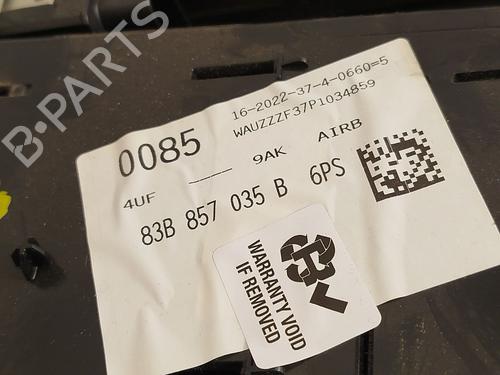 B-PARTS
16-2022-37-4-0660=5
WAUZZZF37P1034859
0085
4UF — 9AK AIRB
83B 857 035 B 6PS
WARRANTY VOID
IF REMOVED